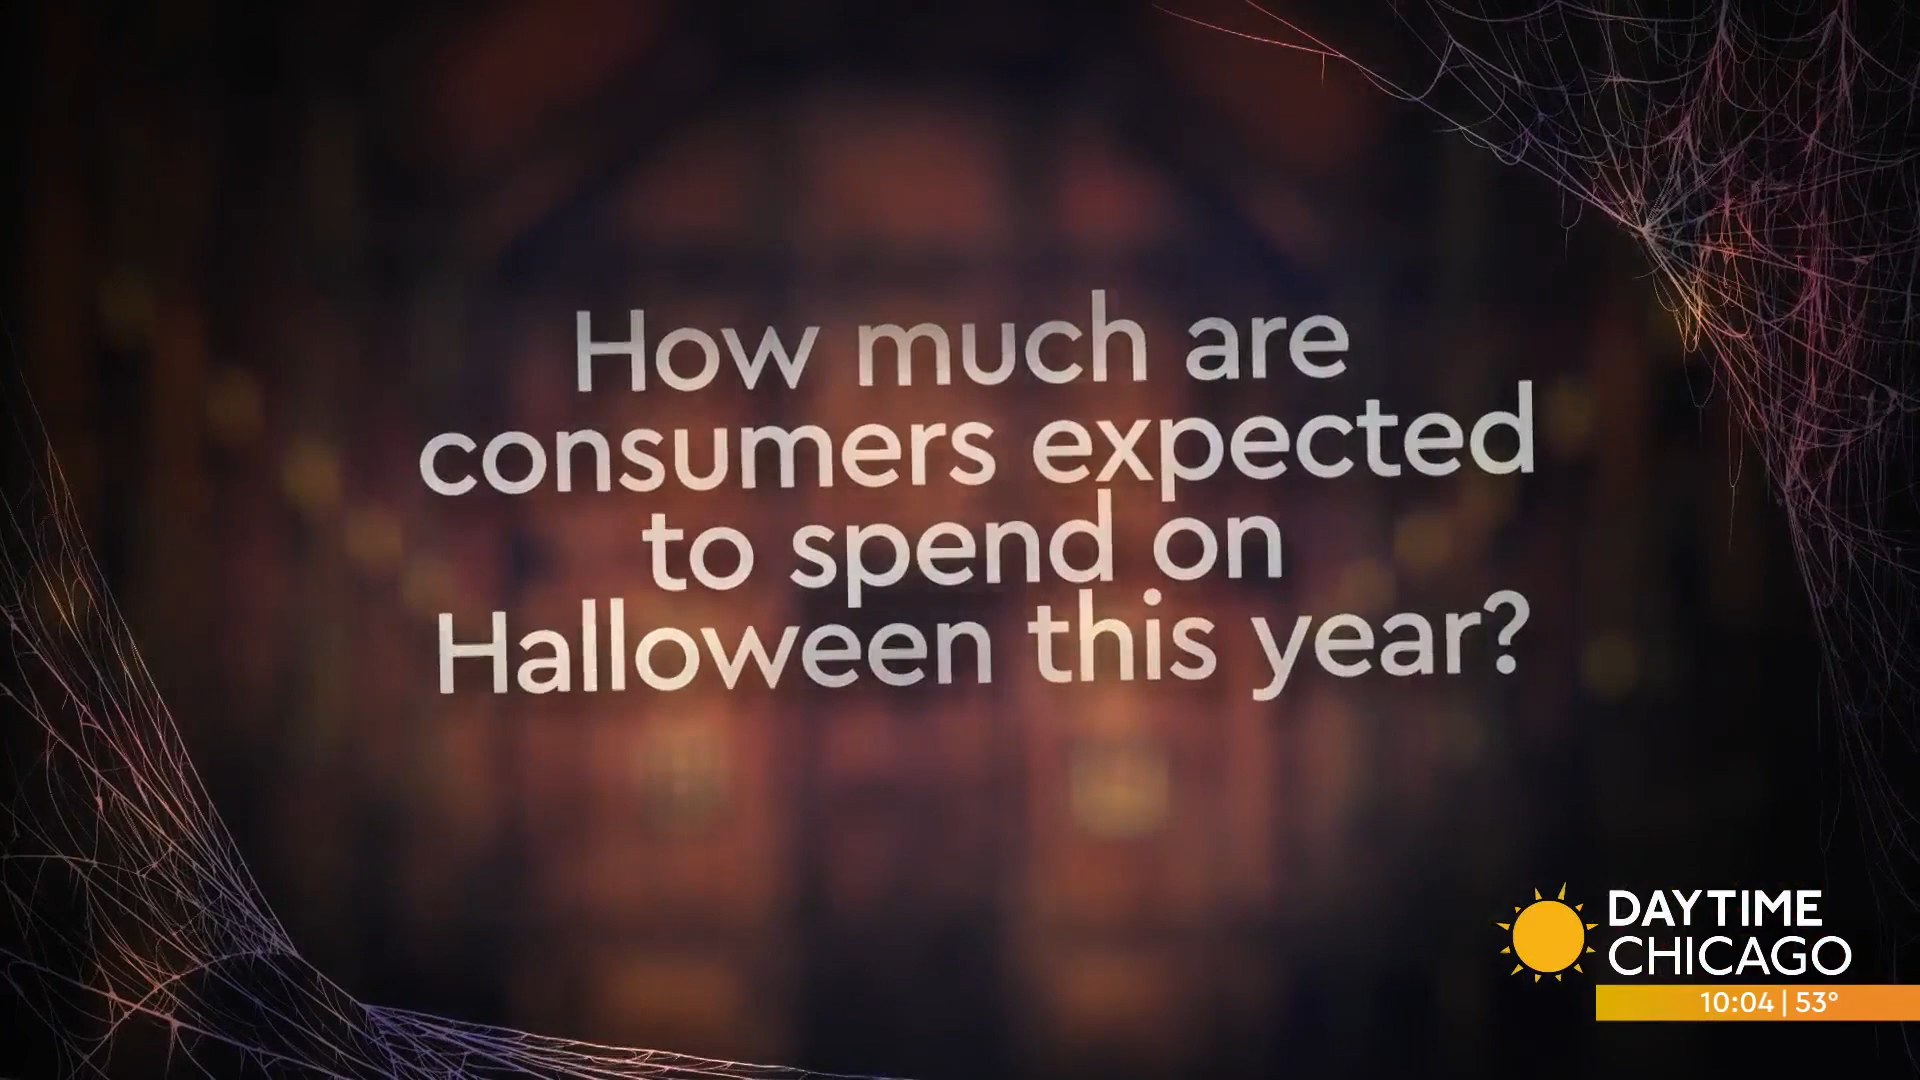 How much are
consumers expected
to spend on
Halloween this year?
DAYTIME
CHICAGO
10:04 | 53°